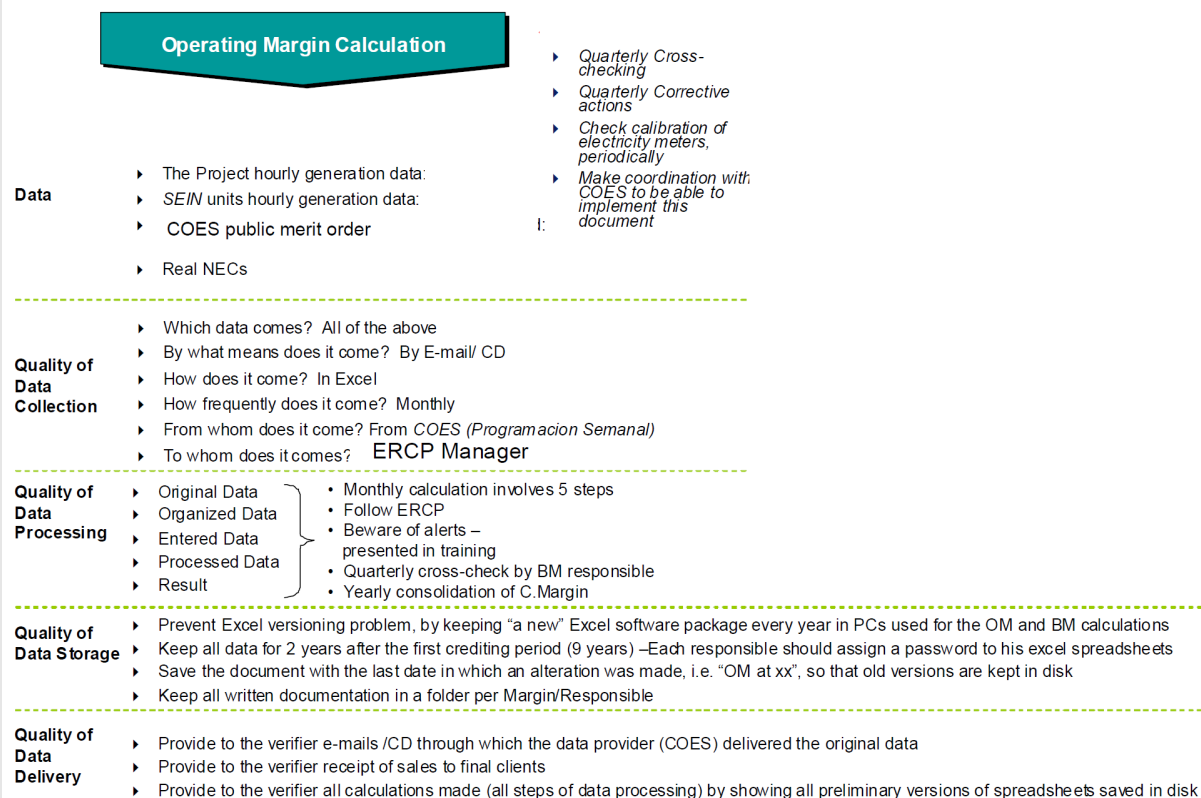 Operating Margin Calculation
Quarterly Cross-
checking
Quarterly Corrective
actions
Check calibration of
electricity meters,
periodically
Make coordination with
COES to be able to
implement this
document
Data
The Project hourly generation data:
SEIN units hourly generation data:
COES public merit order
Real NECs
Quality of
Data
Collection
Which data comes? All of the above
By what means does it come? By E-mail/ CD
How does it come? In Excel
How frequently does it come? Monthly
From whom does it come? From COES (Programacion Semanal)
To whom does it comes? ERCP Manager
Quality of
Data
Processing
Original Data
Organized Data
Entered Data
Processed Data
Result
• Monthly calculation involves 5 steps
• Follow ERCP
• Beware of alerts –
presented in training
• Quarterly cross-check by BM responsible
• Yearly consolidation of C.Margin
Quality of
Data Storage
Prevent Excel versioning problem, by keeping “a new” Excel software package every year in PCs used for the OM and BM calculations
Keep all data for 2 years after the first crediting period (9 years) –Each responsible should assign a password to his excel spreadsheets
Save the document with the last date in which an alteration was made, i.e. “OM at xx”, so that old versions are kept in disk
Keep all written documentation in a folder per Margin/Responsible
Quality of
Data
Delivery
Provide to the verifier e-mails /CD through which the data provider (COES) delivered the original data
Provide to the verifier receipt of sales to final clients
Provide to the verifier all calculations made (all steps of data processing) by showing all preliminary versions of spreadsheets saved in disk